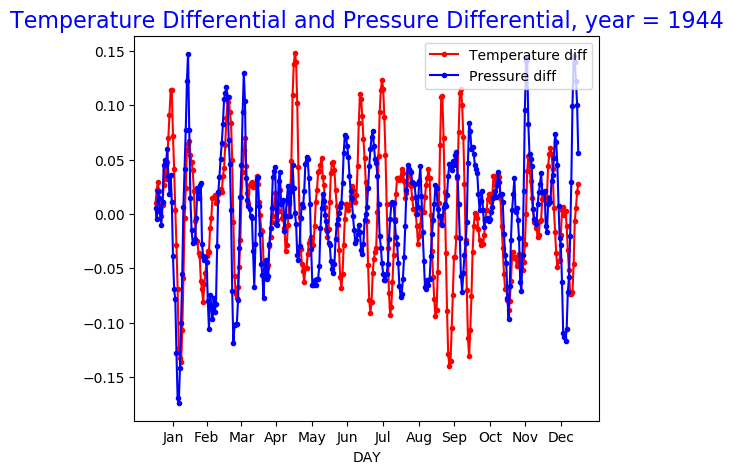 Temperature Differential and Pressure Differential, year = 1944
Temperature diff
Pressure diff
0.15
0.10
0.05
0.00
−0.05
−0.10
−0.15
Jan Feb Mar Apr May Jun Jul Aug Sep Oct Nov Dec
DAY